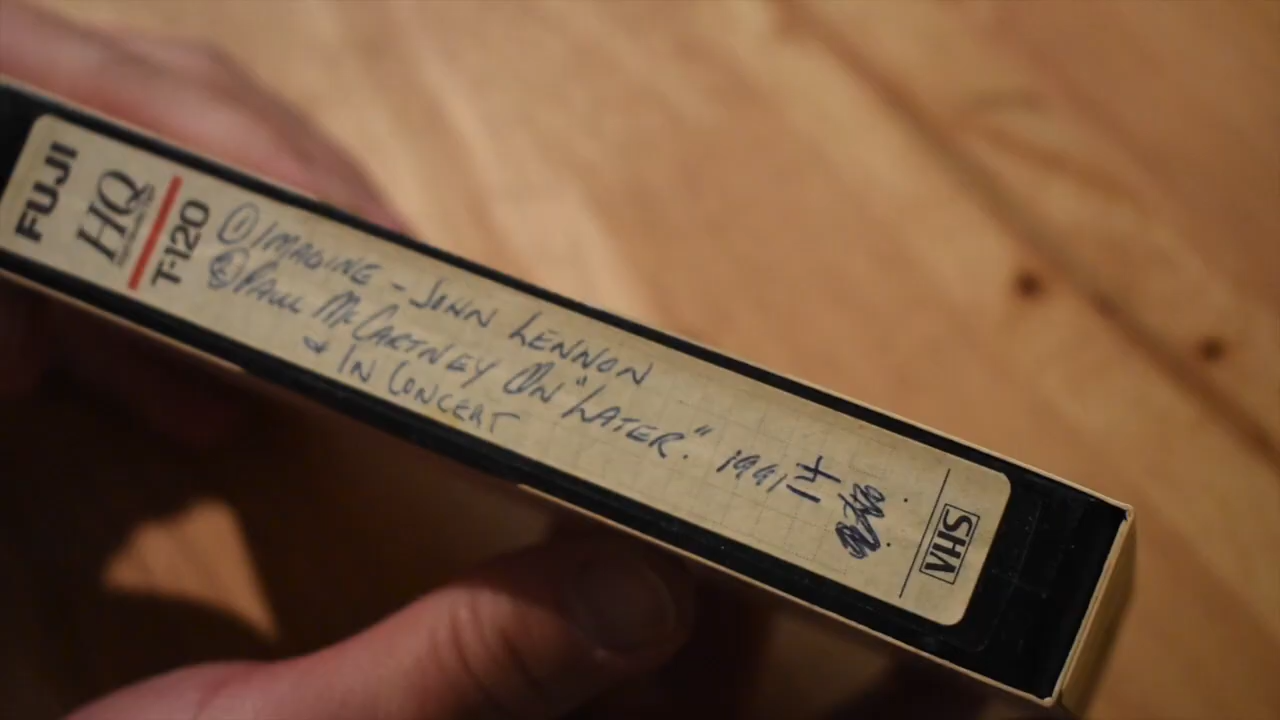 FUJI
HQ
T-120
① IMAGINE - JOHN LENNON
② PAUL McCARTNEY ON "LATER." 1991
& IN CONCERT
14
VHS